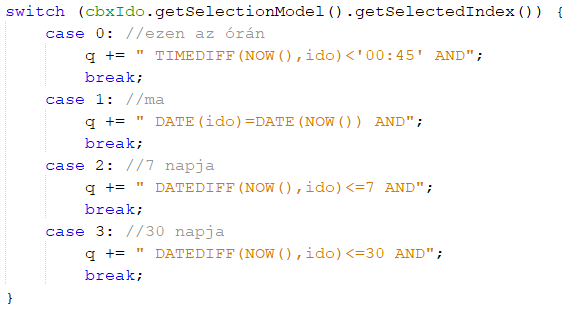 switch (cbxIdo.getSelectionModel().getSelectedIndex()) {
    case 0: //ezen az órán
        q += " TIMEDIFF(NOW(),ido)<'00:45' AND";
        break;
    case 1: //ma
        q += " DATE(ido)=DATE(NOW()) AND";
        break;
    case 2: //7 napja
        q += " DATEDIFF(NOW(),ido)<=7 AND";
        break;
    case 3: //30 napja
        q += " DATEDIFF(NOW(),ido)<=30 AND";
        break;
}